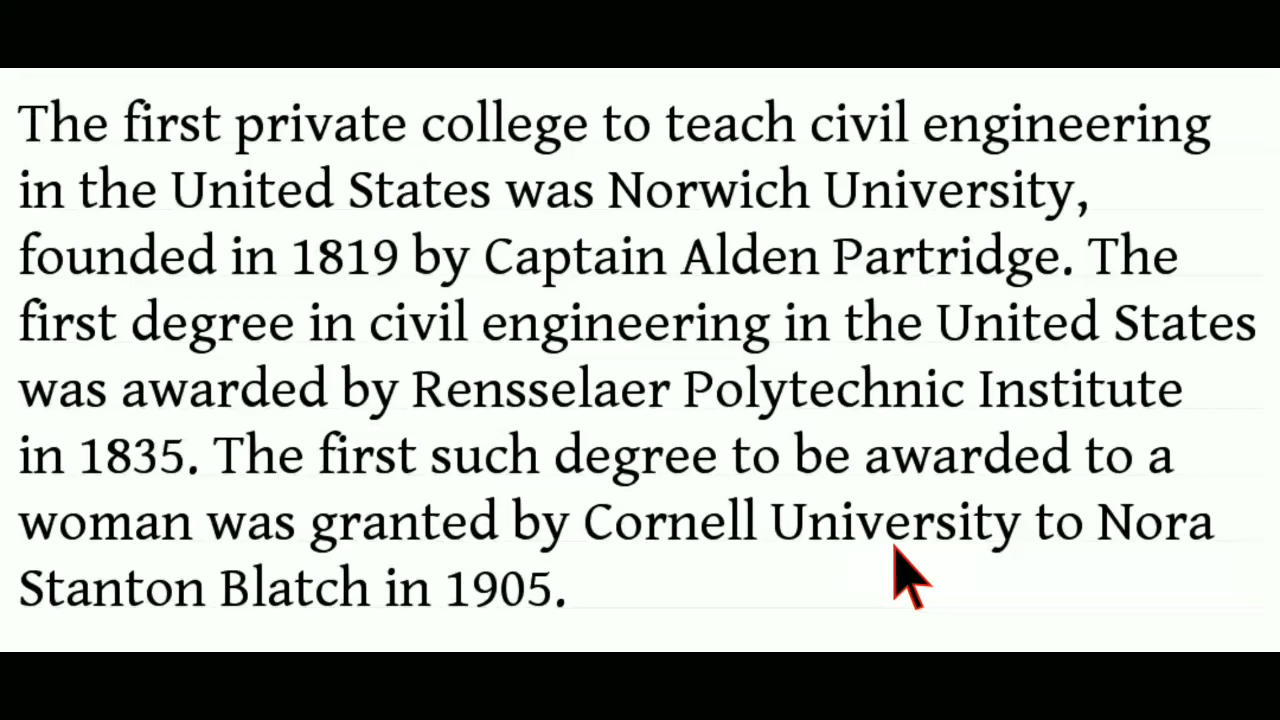 The first private college to teach civil engineering
in the United States was Norwich University,
founded in 1819 by Captain Alden Partridge. The
first degree in civil engineering in the United States
was awarded by Rensselaer Polytechnic Institute
in 1835. The first such degree to be awarded to a
woman was granted by Cornell University to Nora
Stanton Blatch in 1905.